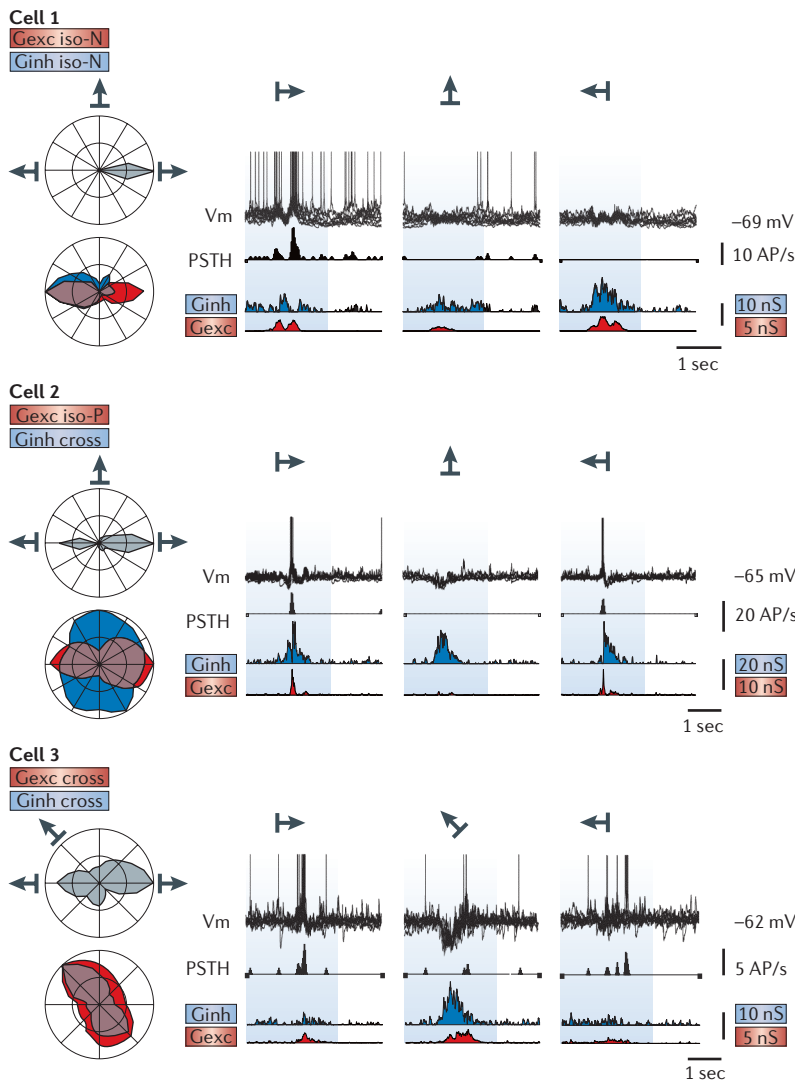 Cell 1
Gexc iso-N
Ginh iso-N
Vm
−69 mV
PSTH
10 AP/s
Ginh
10 nS
Gexc
5 nS
1 sec
Cell 2
Gexc iso-P
Ginh cross
Vm
−65 mV
PSTH
20 AP/s
Ginh
20 nS
Gexc
10 nS
1 sec
Cell 3
Gexc cross
Ginh cross
Vm
−62 mV
PSTH
5 AP/s
Ginh
10 nS
Gexc
5 nS
1 sec